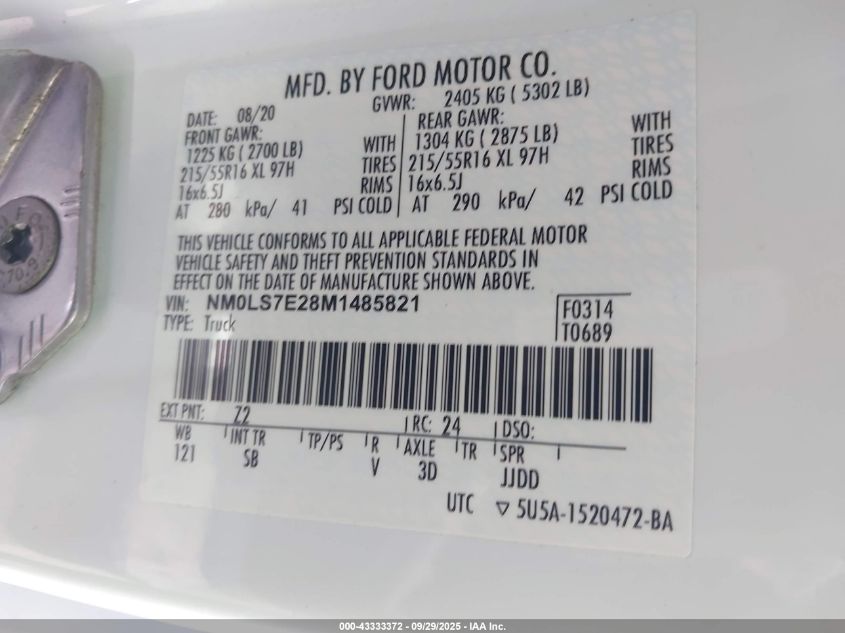 MFD. BY FORD MOTOR CO.
DATE: 08/20 GVWR: 2405 KG ( 5302 LB)
FRONT GAWR: REAR GAWR:
1225 KG ( 2700 LB) WITH 1304 KG ( 2875 LB) WITH
215/55R16 XL 97H TIRES 215/55R16 XL 97H TIRES
16x6.5J RIMS 16x6.5J RIMS
AT 280 kPa/ 41 PSI COLD AT 290 kPa/ 42 PSI COLD
THIS VEHICLE CONFORMS TO ALL APPLICABLE FEDERAL MOTOR
VEHICLE SAFETY AND THEFT PREVENTION STANDARDS IN
EFFECT ON THE DATE OF MANUFACTURE SHOWN ABOVE.
VIN: NM0LS7E28M1485821 F0314
TYPE: Truck T0689
EXT PNT: Z2 RC: 24 DSO:
WB INT TR TP/PS R AXLE TR SPR
121 SB V 3D JJDD
UTC ▽ 5U5A-1520472-BA
000-43333372 - 09/29/2025 - IAA Inc.